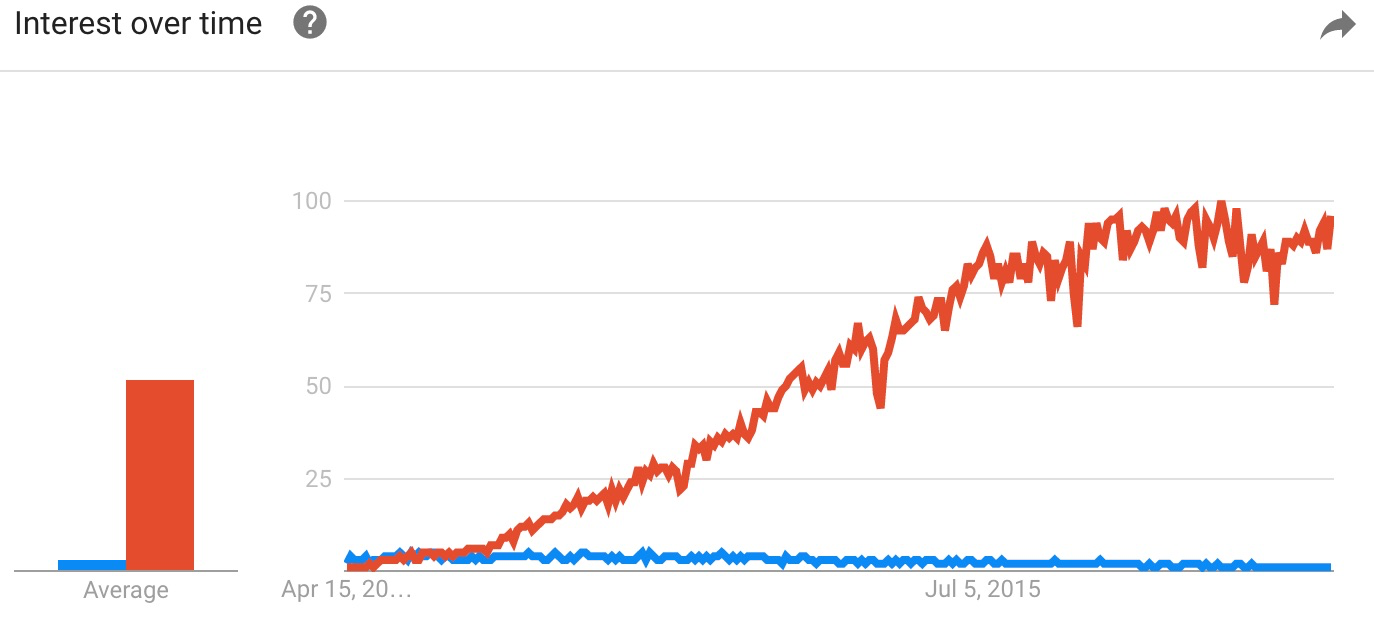 Interest over time ?
100
75
50
25
Average
Apr 15, 20…
Jul 5, 2015